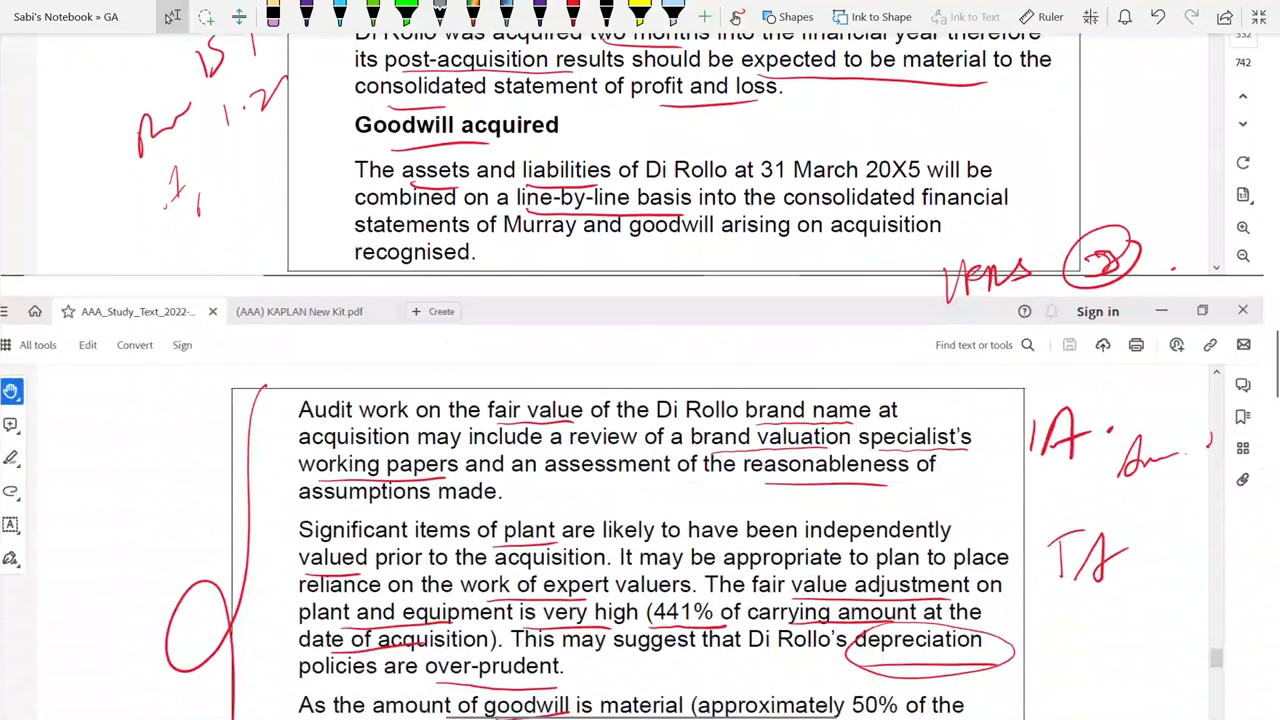 Sabi's Notebook » GA
Shapes
Ink to Shape
Ink to Text
Ruler
332
742
Di Rollo was acquired two months into the financial year therefore
its post-acquisition results should be expected to be material to the
consolidated statement of profit and loss.
Goodwill acquired
The assets and liabilities of Di Rollo at 31 March 20X5 will be
combined on a line-by-line basis into the consolidated financial
statements of Murray and goodwill arising on acquisition
recognised.
AAA_Study_Text_2022-
(AAA) KAPLAN New Kit.pdf
Create
Sign in
All tools
Edit
Convert
Sign
Find text or tools
Audit work on the fair value of the Di Rollo brand name at
acquisition may include a review of a brand valuation specialist's
working papers and an assessment of the reasonableness of
assumptions made.
IA
TA
Significant items of plant are likely to have been independently
valued prior to the acquisition. It may be appropriate to plan to place
reliance on the work of expert valuers. The fair value adjustment on
plant and equipment is very high (441% of carrying amount at the
date of acquisition). This may suggest that Di Rollo's depreciation
policies are over-prudent.
As the amount of goodwill is material (approximately 50% of the